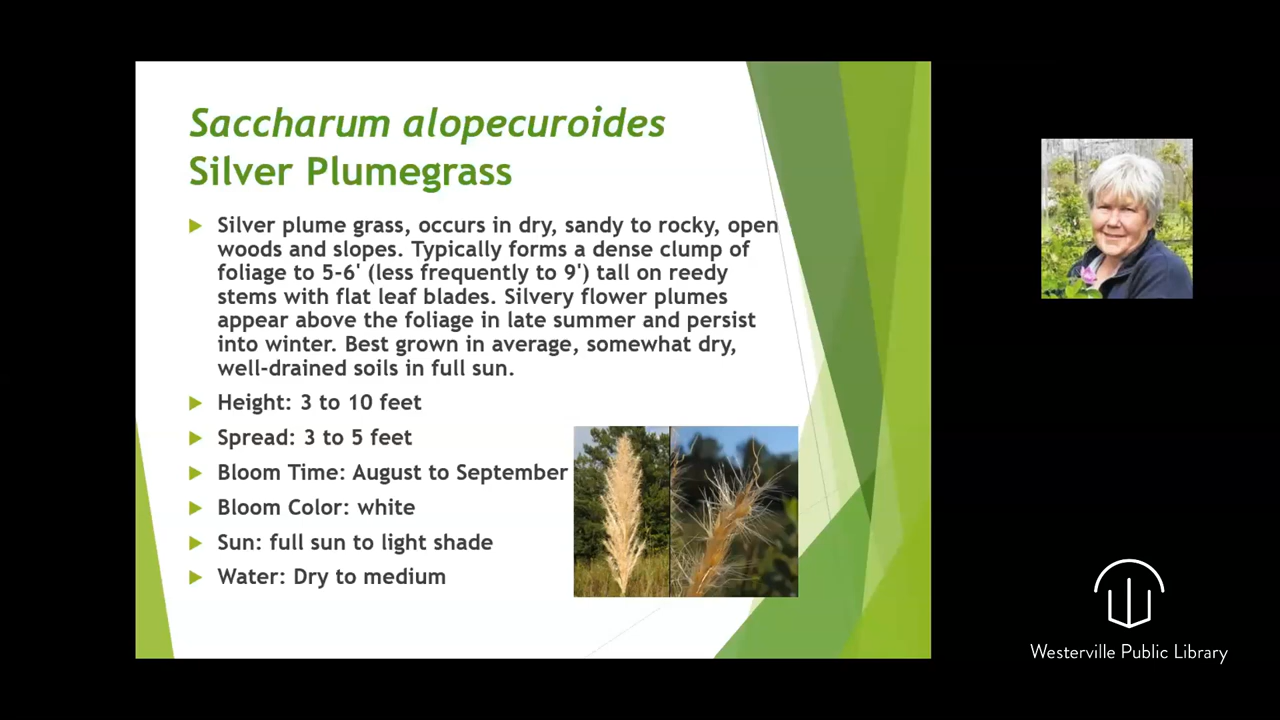 Saccharum alopecuroides
Silver Plumegrass
Silver plume grass, occurs in dry, sandy to rocky, open
woods and slopes. Typically forms a dense clump of
foliage to 5-6' (less frequently to 9') tall on reedy
stems with flat leaf blades. Silvery flower plumes
appear above the foliage in late summer and persist
into winter. Best grown in average, somewhat dry,
well-drained soils in full sun.
Height: 3 to 10 feet
Spread: 3 to 5 feet
Bloom Time: August to September
Bloom Color: white
Sun: full sun to light shade
Water: Dry to medium
Westerville Public Library